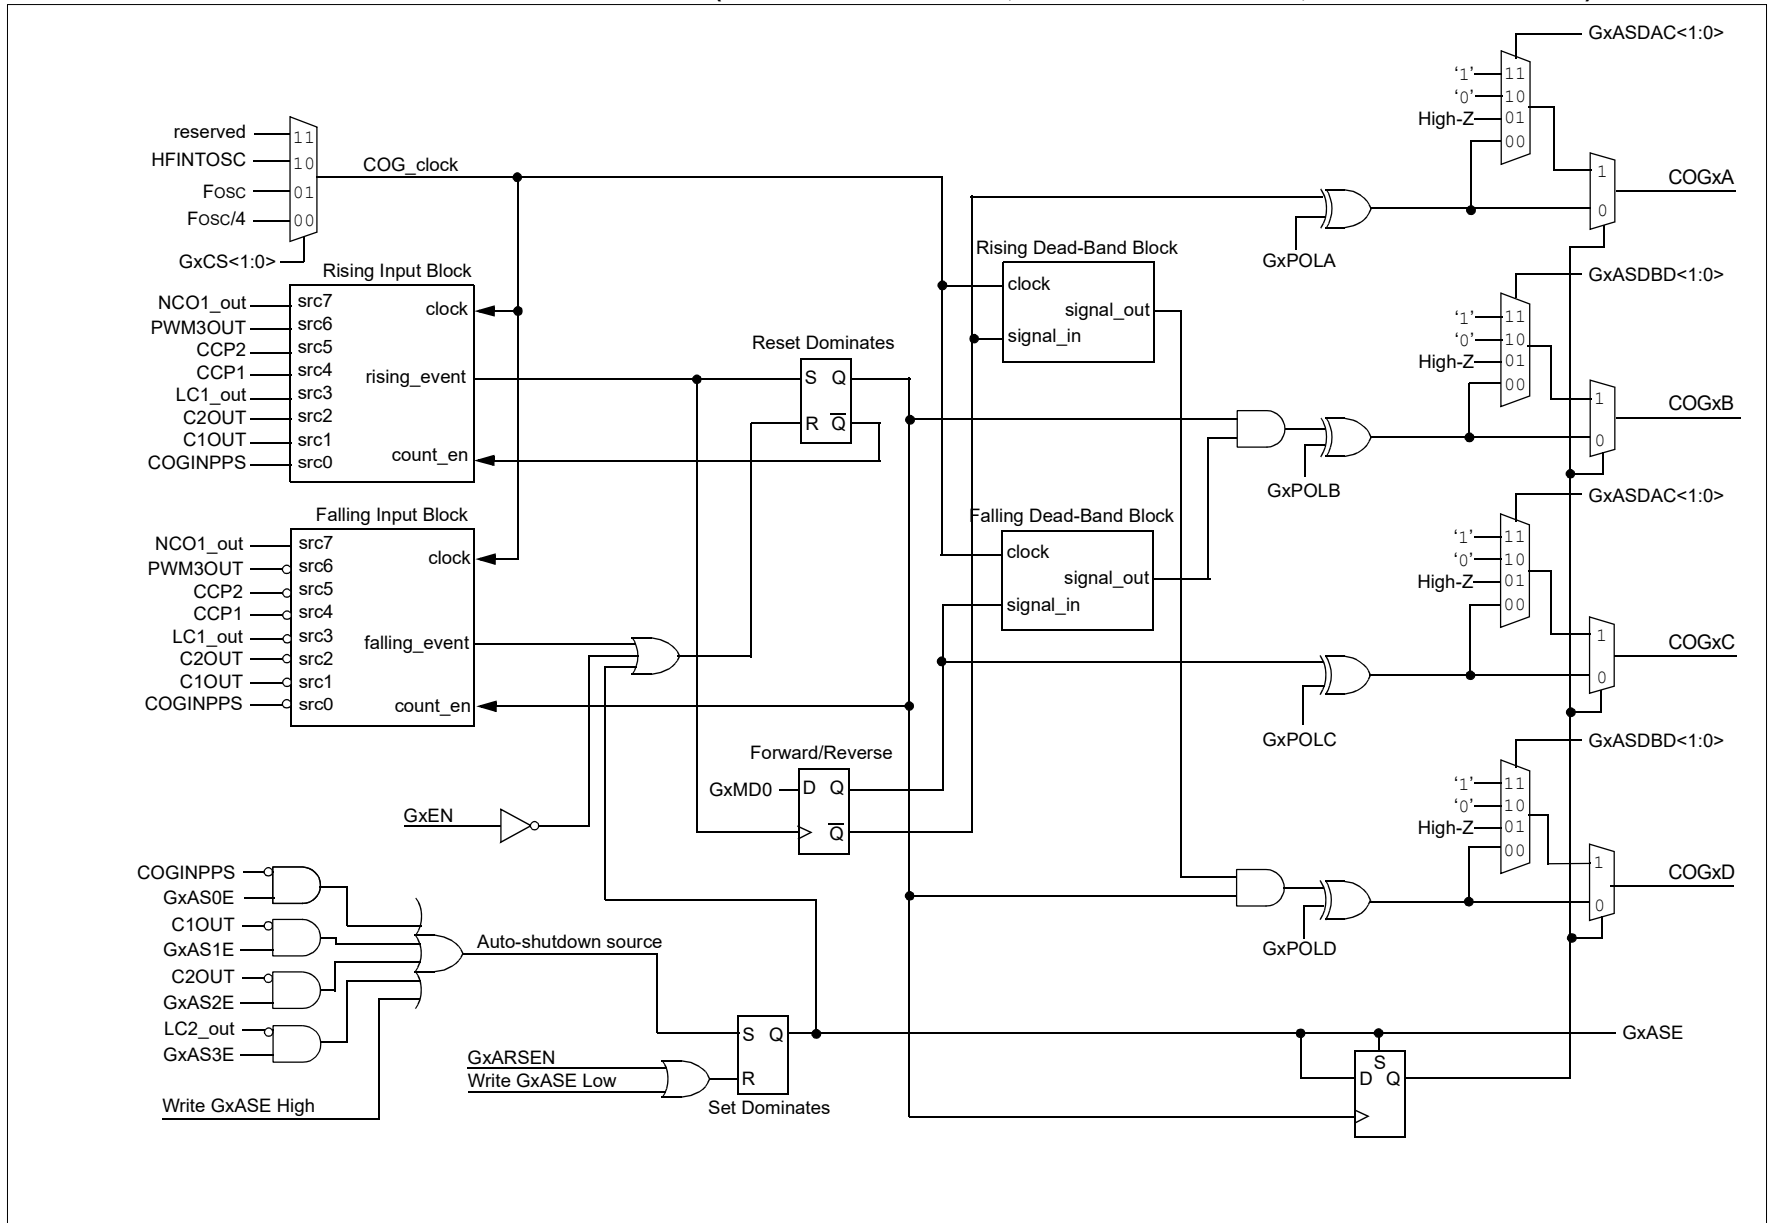 GxASDAC<1:0>
'1' 11
'0' 10
High-Z 01
00
1
0
COGxA
reserved 11
HFINTOSC 10
FOSC 01
FOSC/4 00
GxCS<1:0>
COG_clock
GxPOLA
Rising Input Block
NCO1_out src7
PWM3OUT src6
CCP2 src5
CCP1 src4
LC1_out src3
C2OUT src2
C1OUT src1
COGINPPS src0
clock
rising_event
count_en
Reset Dominates
S Q
R Q
Rising Dead-Band Block
clock
signal_out
signal_in
GxASDBD<1:0>
'1' 11
'0' 10
High-Z 01
00
1
0
COGxB
GxPOLB
Falling Input Block
NCO1_out src7
PWM3OUT src6
CCP2 src5
CCP1 src4
LC1_out src3
C2OUT src2
C1OUT src1
COGINPPS src0
clock
falling_event
count_en
Falling Dead-Band Block
clock
signal_out
signal_in
GxASDAC<1:0>
'1' 11
'0' 10
High-Z 01
00
1
0
COGxC
GxPOLC
Forward/Reverse
GxMD0 D Q
Q
GxEN
GxASDBD<1:0>
'1' 11
'0' 10
High-Z 01
00
1
0
COGxD
GxPOLD
COGINPPS
GxAS0E
C1OUT
GxAS1E
C2OUT
GxAS2E
LC2_out
GxAS3E
Write GxASE High
Auto-shutdown source
GxARSEN
Write GxASE Low
S Q
R
Set Dominates
GxASE
S
D Q